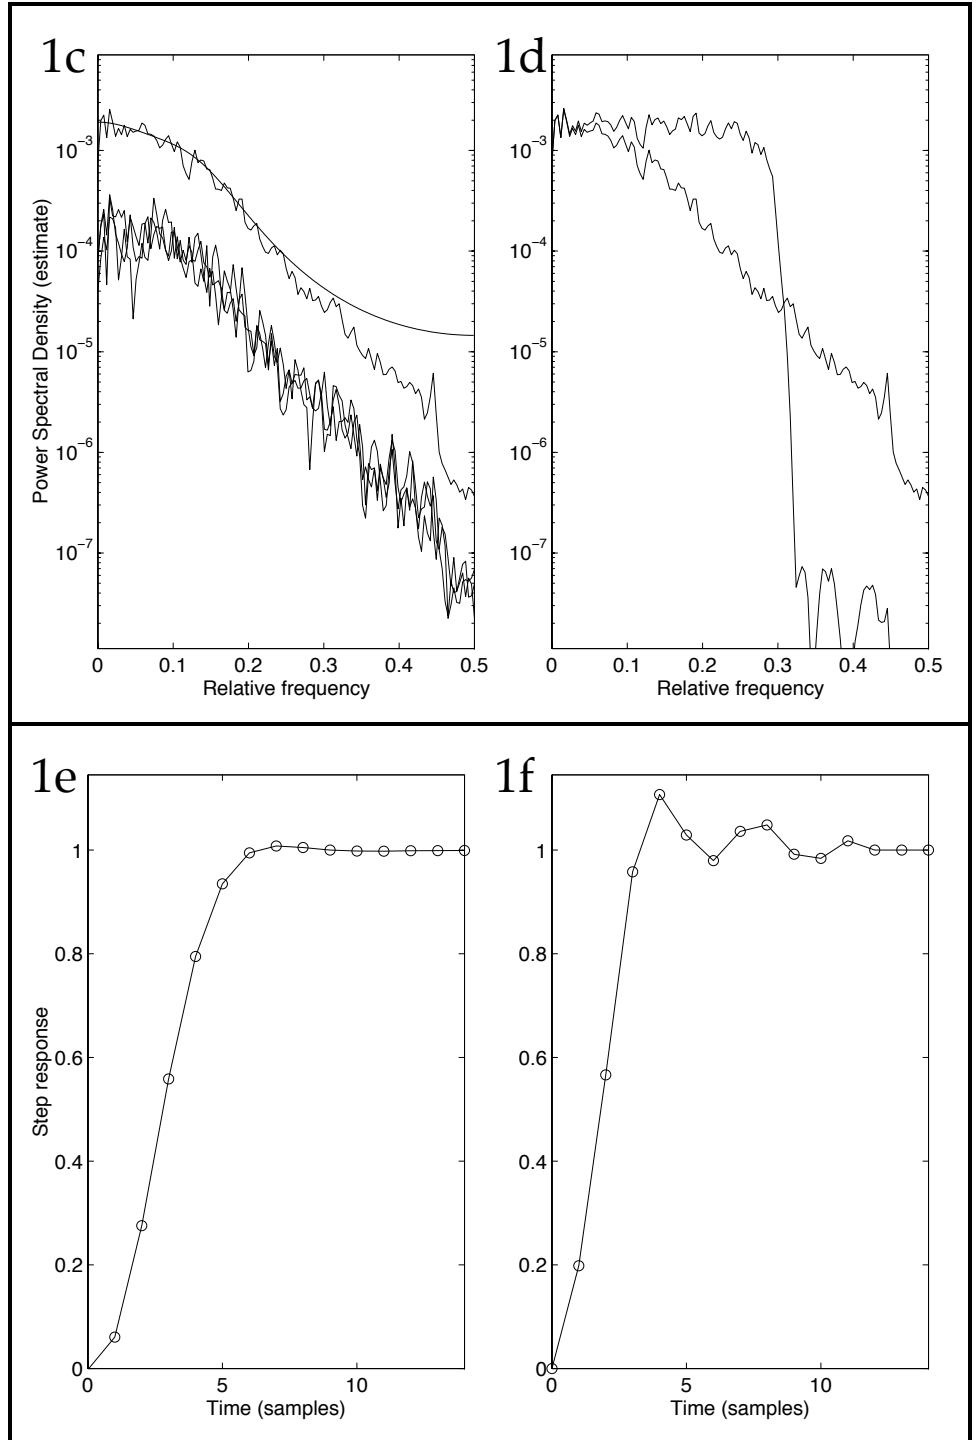 1c
1d
Power Spectral Density (estimate)
10−3
10−4
10−5
10−6
10−7
0 0.1 0.2 0.3 0.4 0.5
Relative frequency
10−3
10−4
10−5
10−6
10−7
0 0.1 0.2 0.3 0.4 0.5
Relative frequency
1e
1f
Step response
1
0.8
0.6
0.4
0.2
0
0 5 10
Time (samples)
1
0.8
0.6
0.4
0.2
0
0 5 10
Time (samples)